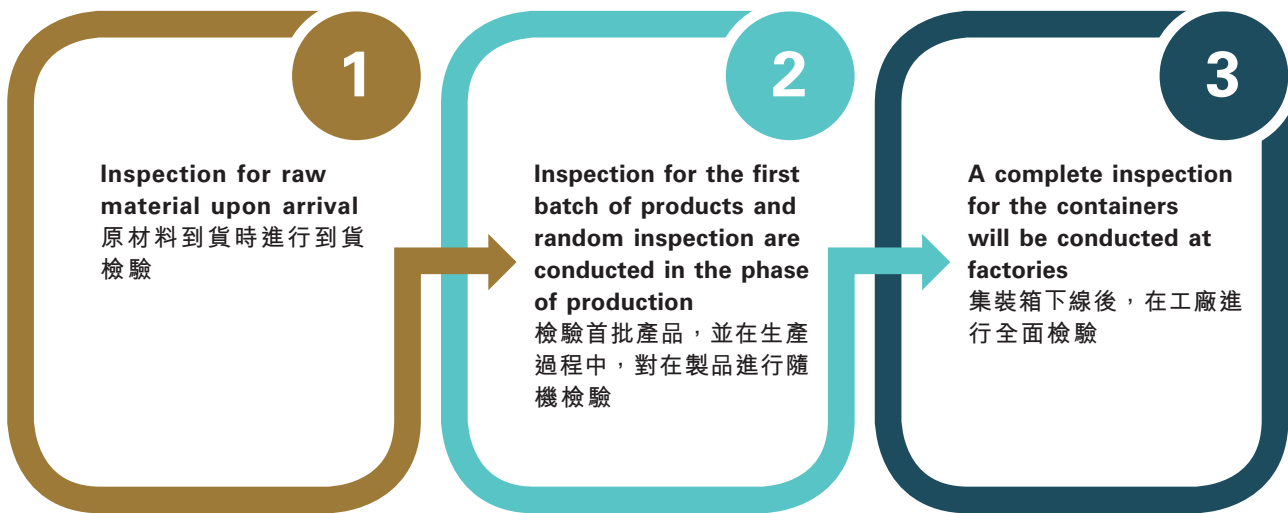 1
Inspection for raw
material upon arrival
原材料到貨時進行到貨
檢驗
2
Inspection for the first
batch of products and
random inspection are
conducted in the phase
of production
檢驗首批產品，並在生產
過程中，對在製品進行隨
機檢驗
3
A complete inspection
for the containers
will be conducted at
factories
集裝箱下線後，在工廠進
行全面檢驗